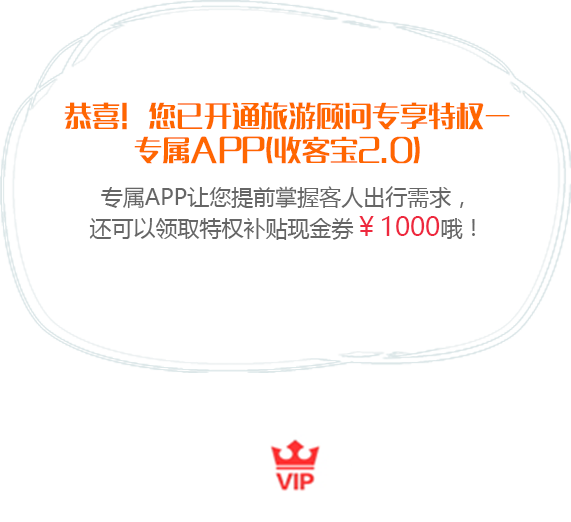 恭喜！您已开通旅游顾问专享特权—
专属APP(收客宝2.0)
专属APP让您提前掌握客人出行需求，
还可以领取特权补贴现金券￥1000哦！
VIP